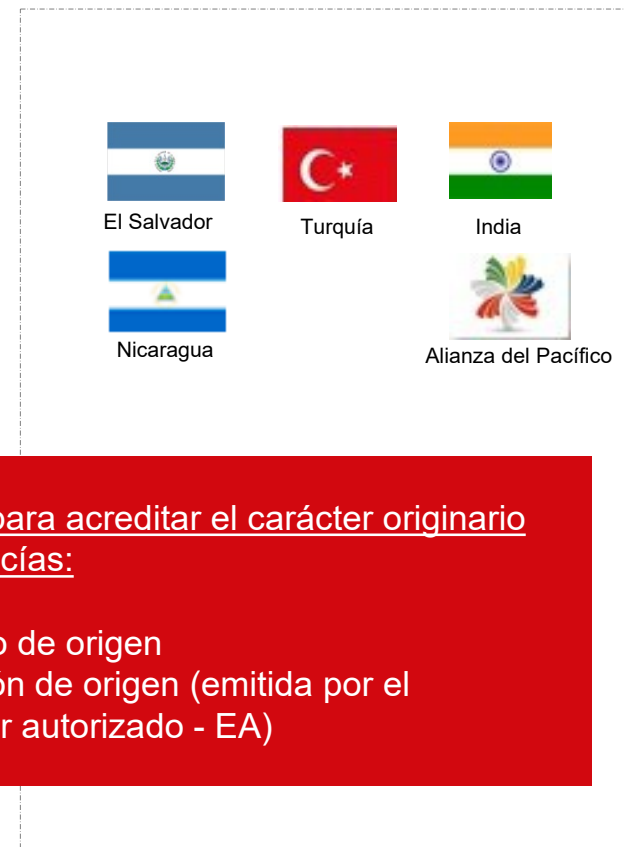 El Salvador
Turquía
India
Nicaragua
Alianza del Pacífico
para acreditar el carácter originario
cías:
o de origen
ón de origen (emitida por el
r autorizado - EA)